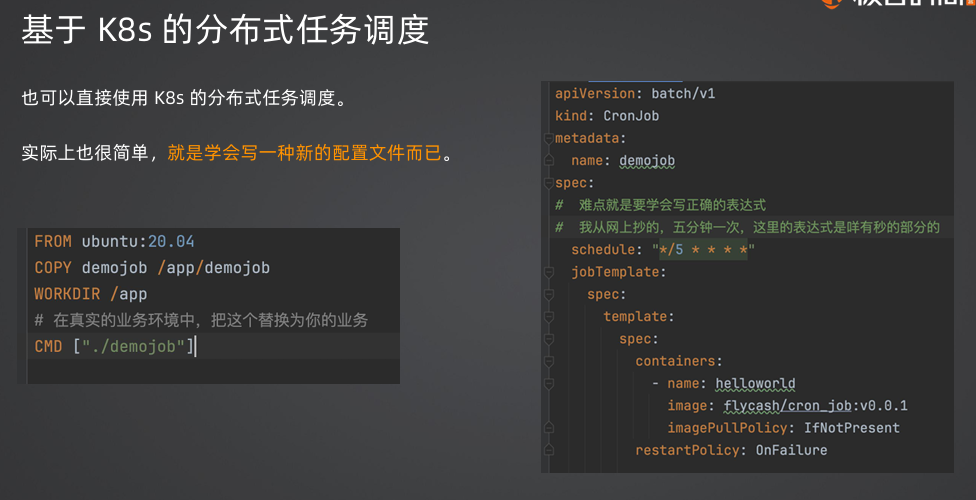 基于 K8s 的分布式任务调度
也可以直接使用 K8s 的分布式任务调度。
实际上也很简单，就是学会写一种新的配置文件而已。
FROM ubuntu:20.04
COPY demojob /app/demojob
WORKDIR /app
# 在真实的业务环境中，把这个替换为你的业务
CMD ["./demojob"]
apiVersion: batch/v1
kind: CronJob
metadata:
  name: demojob
spec:
#  难点就是要学会写正确的表达式
#  我从网上抄的，五分钟一次，这里的表达式是咩有秒的部分的
  schedule: "*/5 * * * *"
  jobTemplate:
    spec:
      template:
        spec:
          containers:
            - name: helloworld
              image: flycash/cron_job:v0.0.1
              imagePullPolicy: IfNotPresent
          restartPolicy: OnFailure